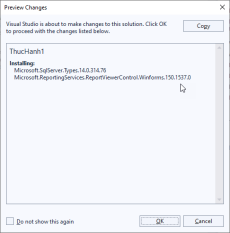 Preview Changes
Visual Studio is about to make changes to this solution. Click OK
to proceed with the changes listed below.
Copy
ThucHanh1
Installing:
Microsoft.SqlServer.Types.14.0.314.76
Microsoft.ReportingServices.ReportViewerControl.Winforms.150.1537.0
Do not show this again
OK
Cancel